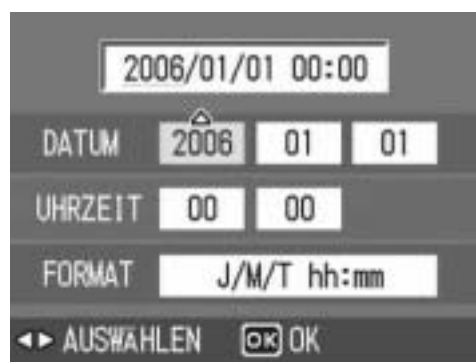 2006/01/01 00:00
DATUM 2006 01 01
UHRZEIT 00 00
FORMAT J/M/T hh:mm
AUSWÄHLEN OK OK